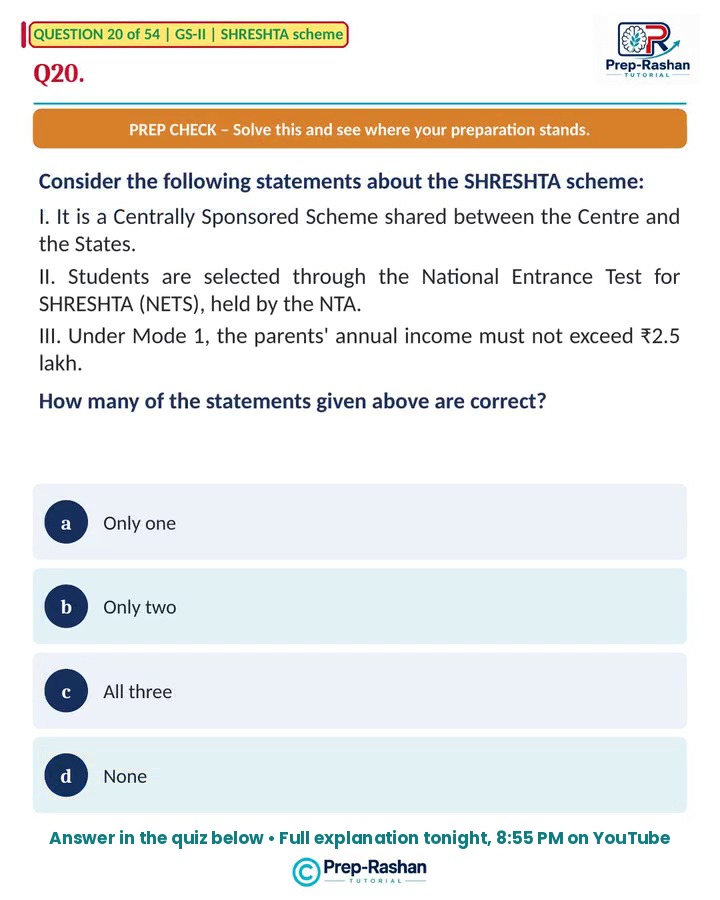 QUESTION 20 of 54 | GS-II | SHRESHTA scheme
Prep-Rashan
TUTORIAL
Q20.
PREP CHECK – Solve this and see where your preparation stands.
Consider the following statements about the SHRESHTA scheme:
I. It is a Centrally Sponsored Scheme shared between the Centre and
the States.
II. Students are selected through the National Entrance Test for
SHRESHTA (NETS), held by the NTA.
III. Under Mode 1, the parents' annual income must not exceed ₹2.5
lakh.
How many of the statements given above are correct?
a Only one
b Only two
c All three
d None
Answer in the quiz below • Full explanation tonight, 8:55 PM on YouTube
© Prep-Rashan
TUTORIAL